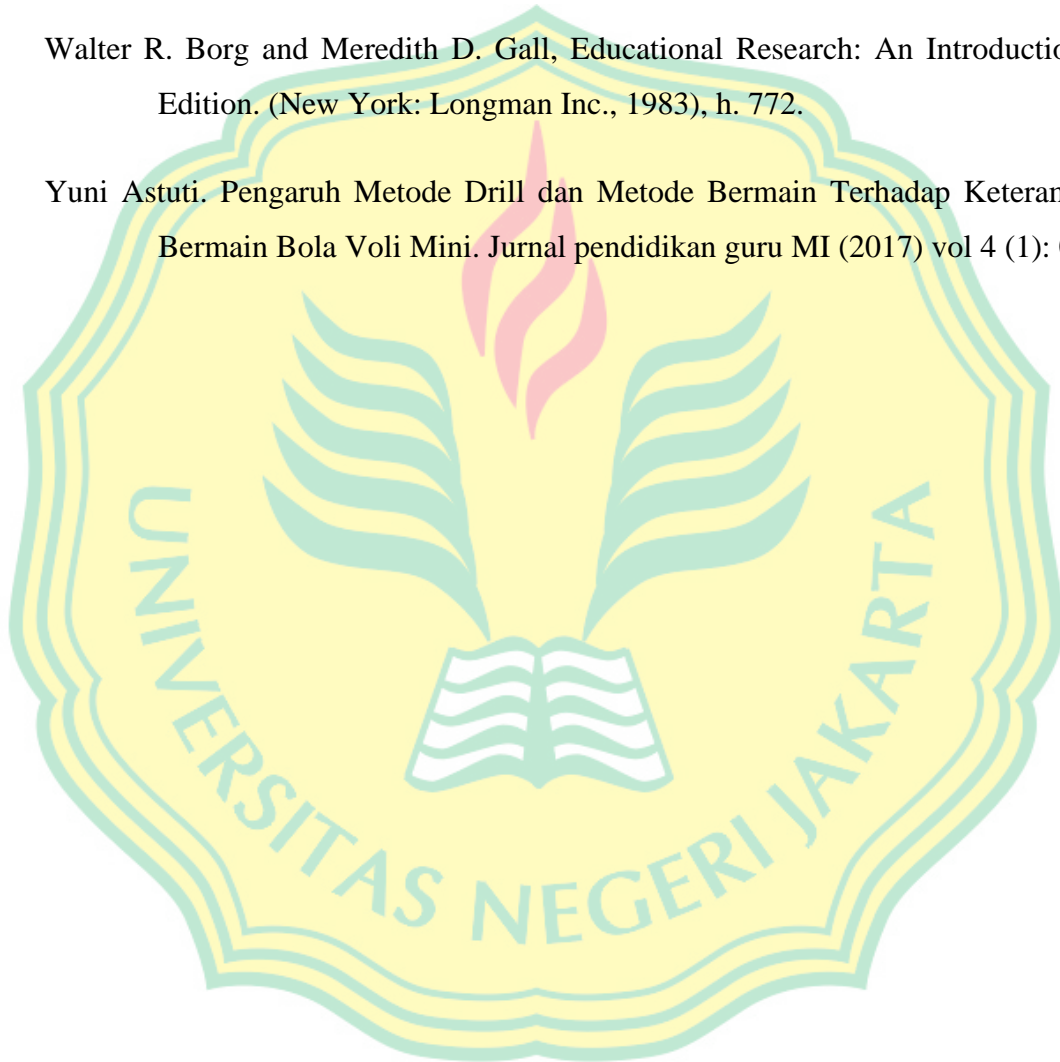 Walter R. Borg and Meredith D. Gall, Educational Research: An Introduction
Edition. (New York: Longman Inc., 1983), h. 772.
Yuni Astuti. Pengaruh Metode Drill dan Metode Bermain Terhadap
Bermain Bola Voli Mini. Jurnal pendidikan guru MI (2017) vol 4 (1):
UNIVERSITAS NEGERI JAKARTA